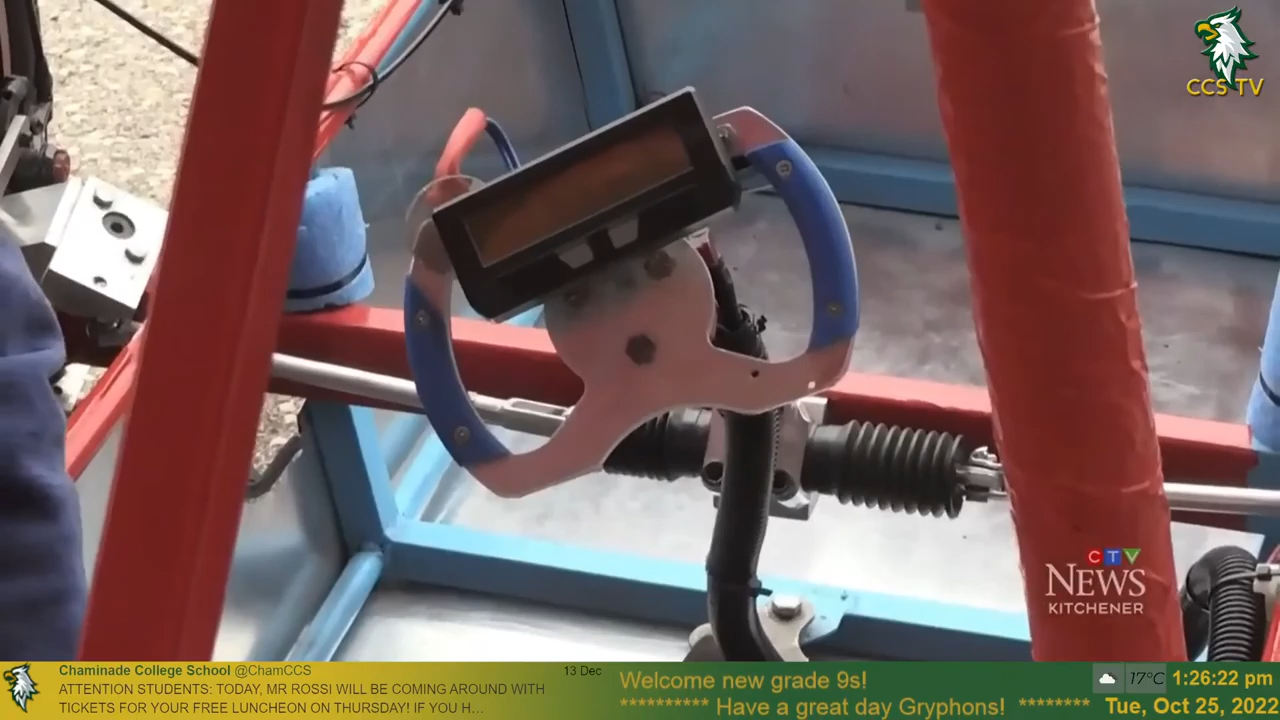 CCS TV
CTV
NEWS
KITCHENER
Chaminade College School @ChamCCS
13 Dec
ATTENTION STUDENTS: TODAY, MR ROSSI WILL BE COMING AROUND WITH
TICKETS FOR YOUR FREE LUNCHEON ON THURSDAY! IF YOU H...
Welcome new grade 9s!
********** Have a great day Gryphons! ********
17°C
1:26:22 pm
Tue, Oct 25, 2022